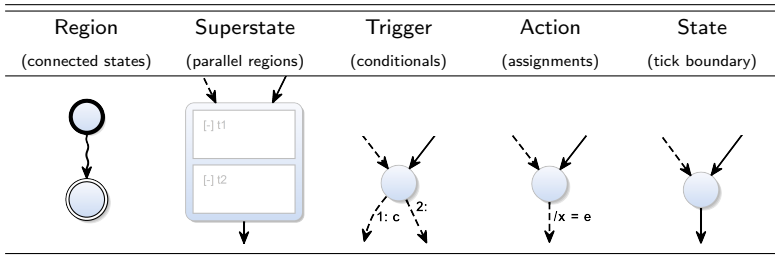 Region Superstate Trigger Action State
(connected states) (parallel regions) (conditionals) (assignments) (tick boundary)
[-] t1
[-] t2
1: c 2:
/x = e